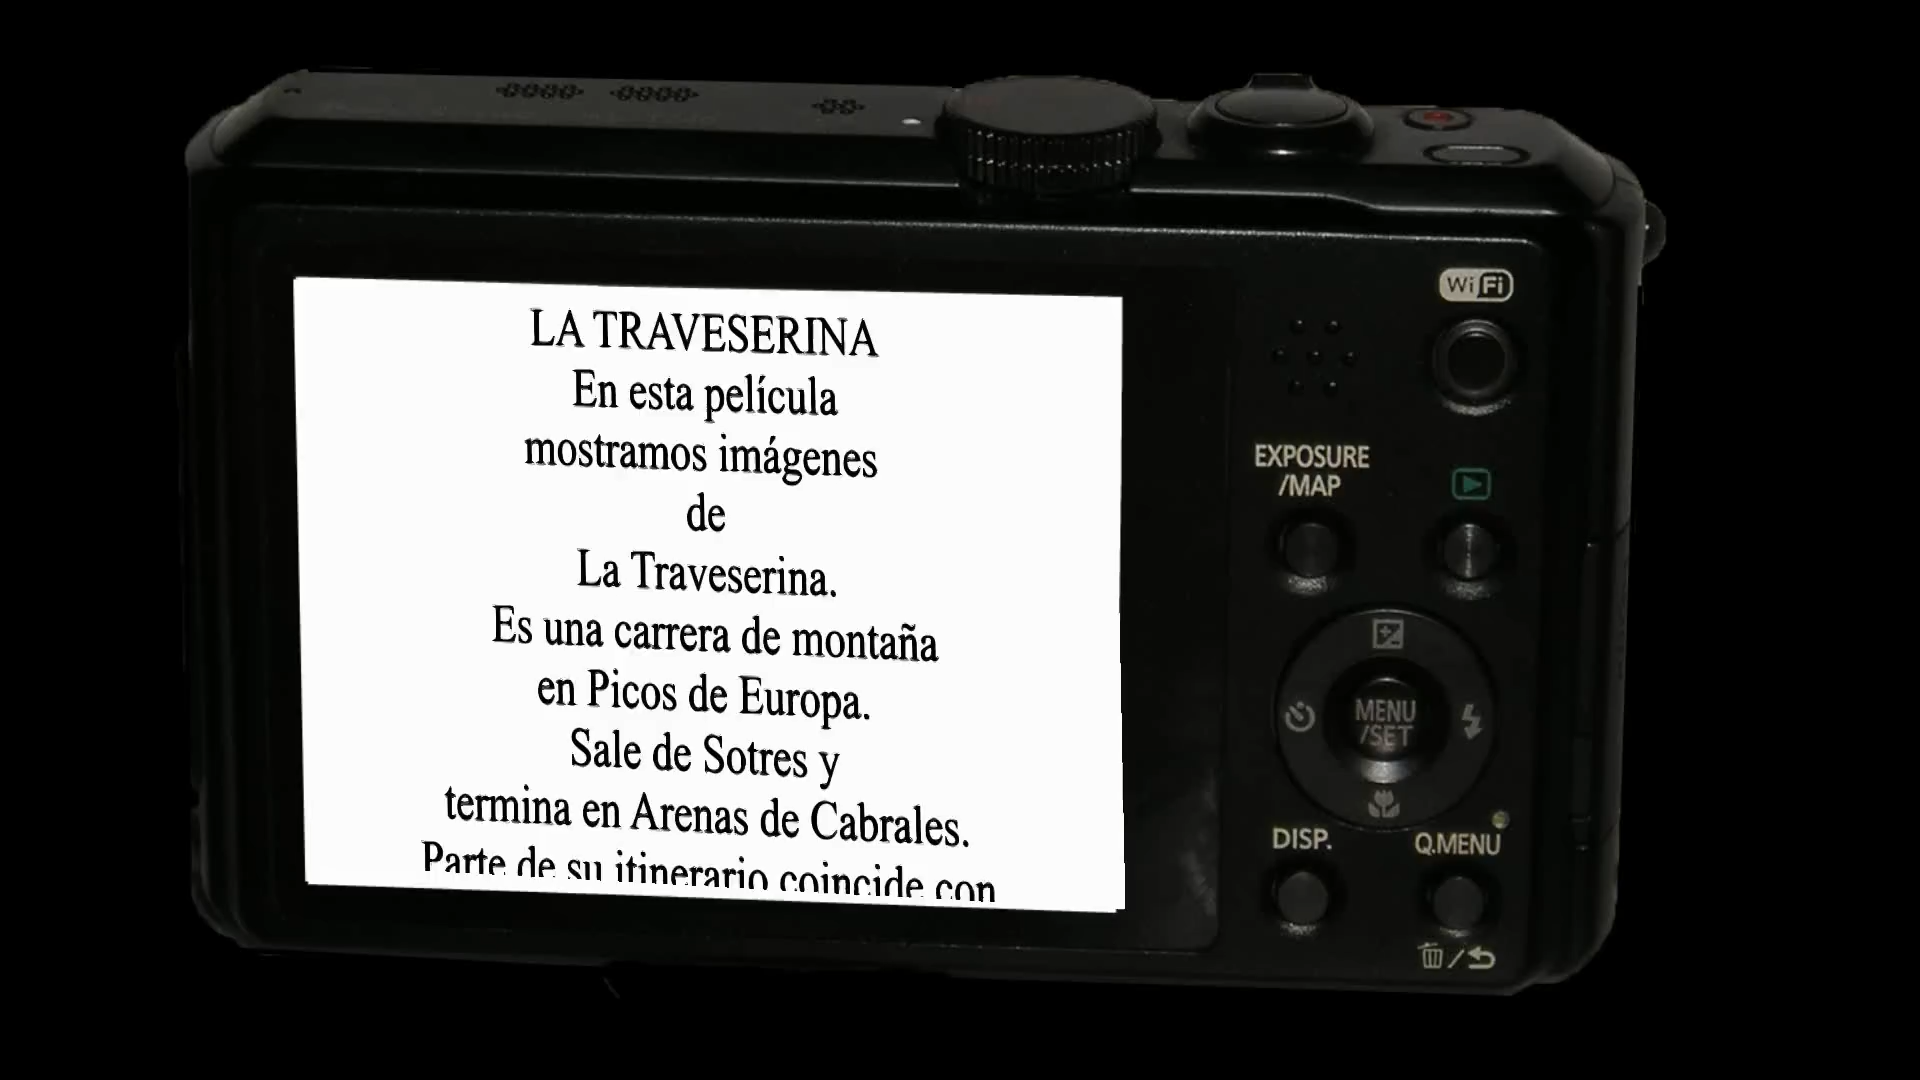 LA TRAVESERINA
En esta película
mostramos imágenes
de
La Traveserina.
Es una carrera de montaña
en Picos de Europa.
Sale de Sotres y
termina en Arenas de Cabrales.
Parte de su itinerario coincide con
WiFi
EXPOSURE
/MAP
MENU
/SET
DISP.
Q.MENU